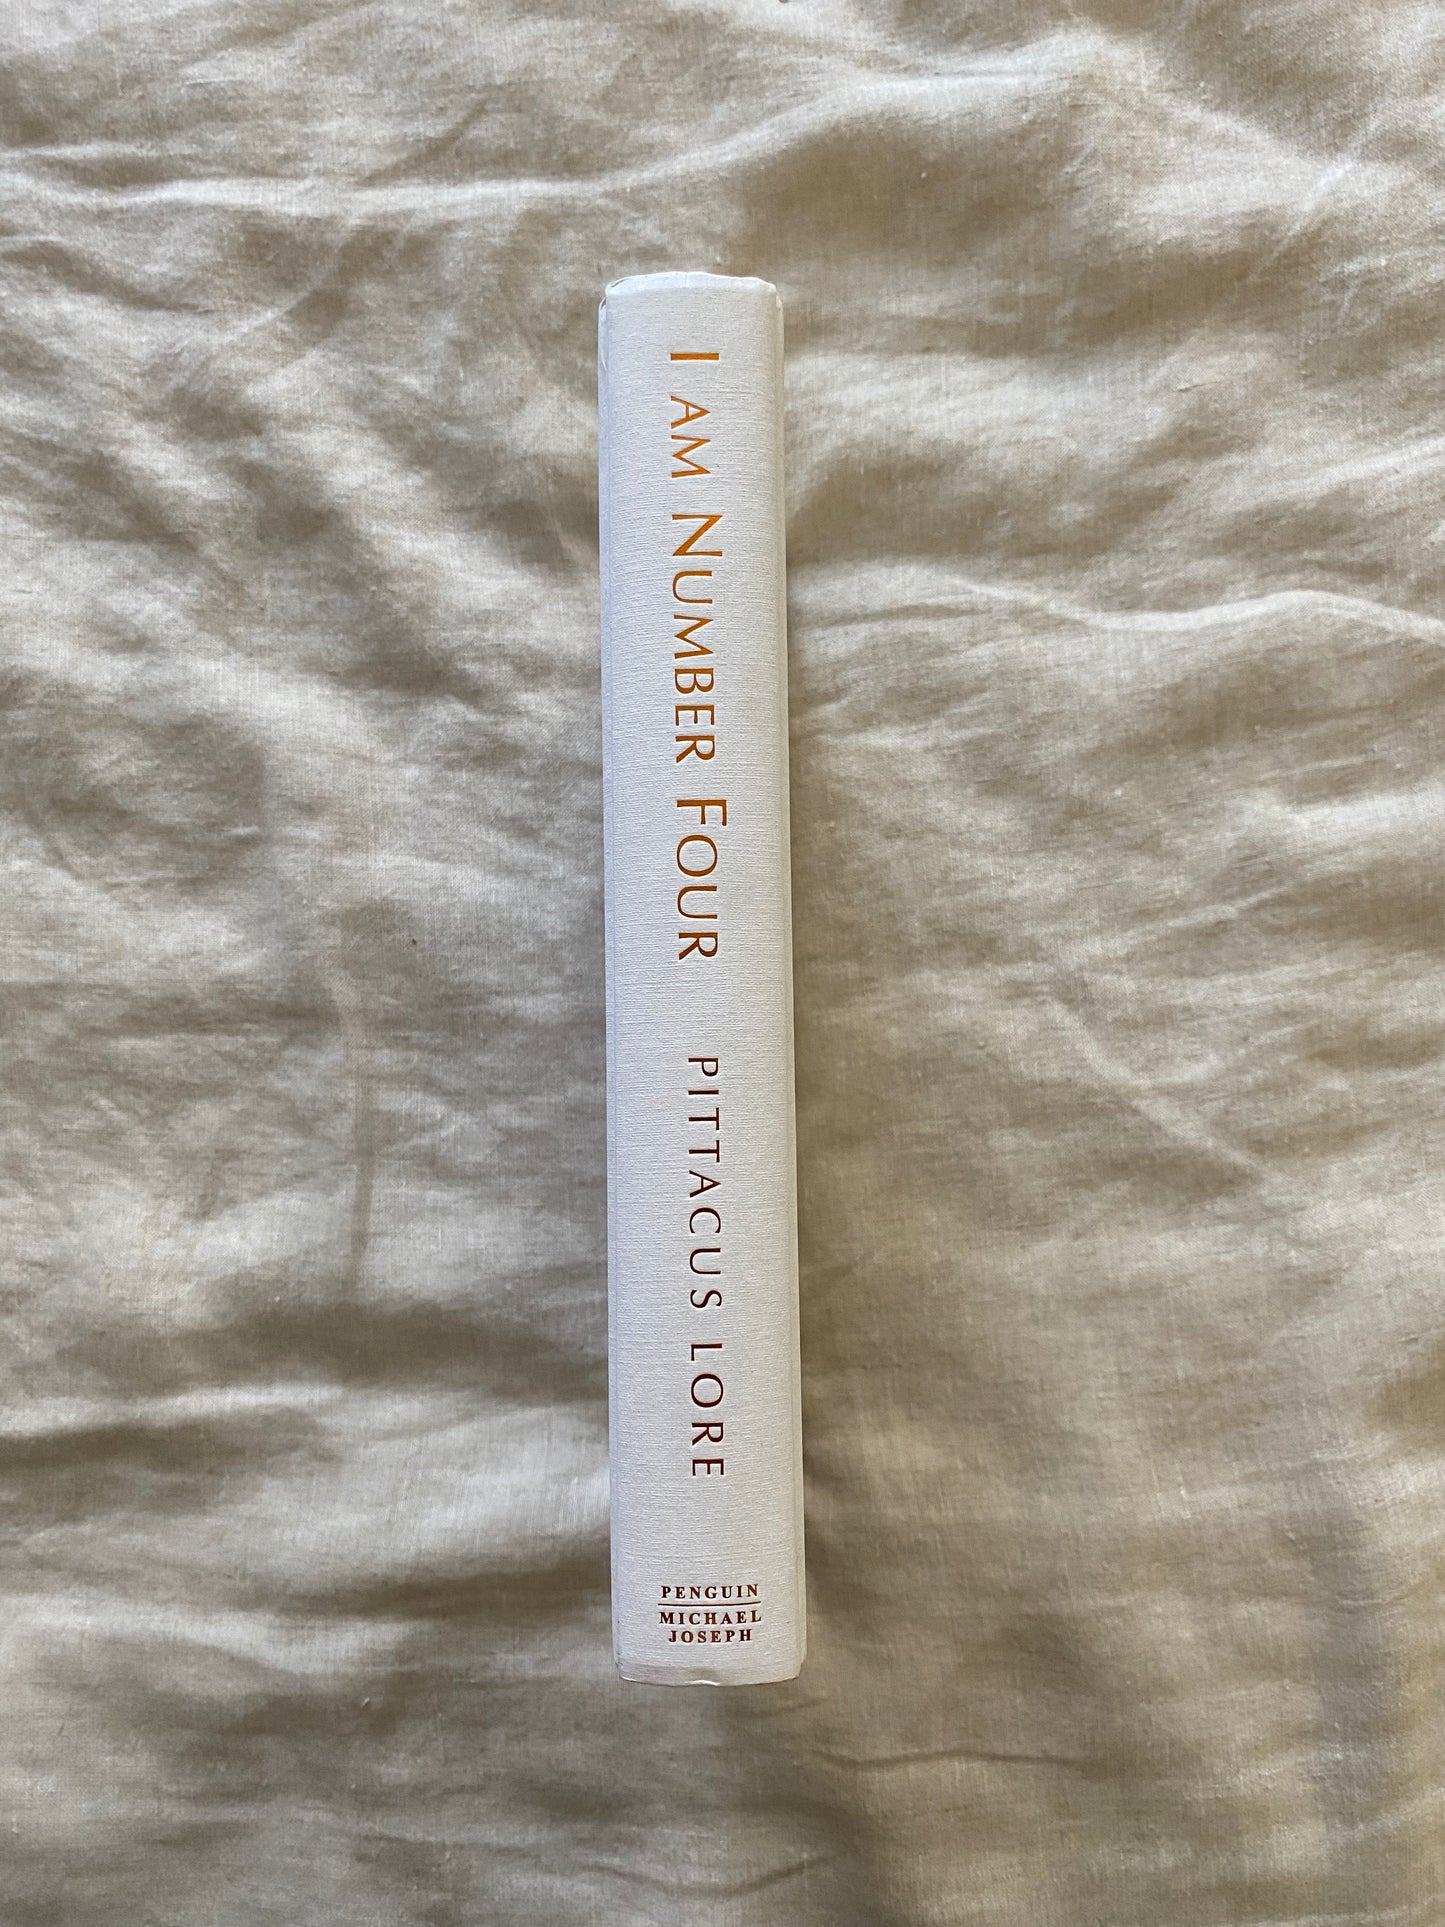 I AM NUMBER FOUR
PITTACUS LORE
PENGUIN
MICHAEL
JOSEPH